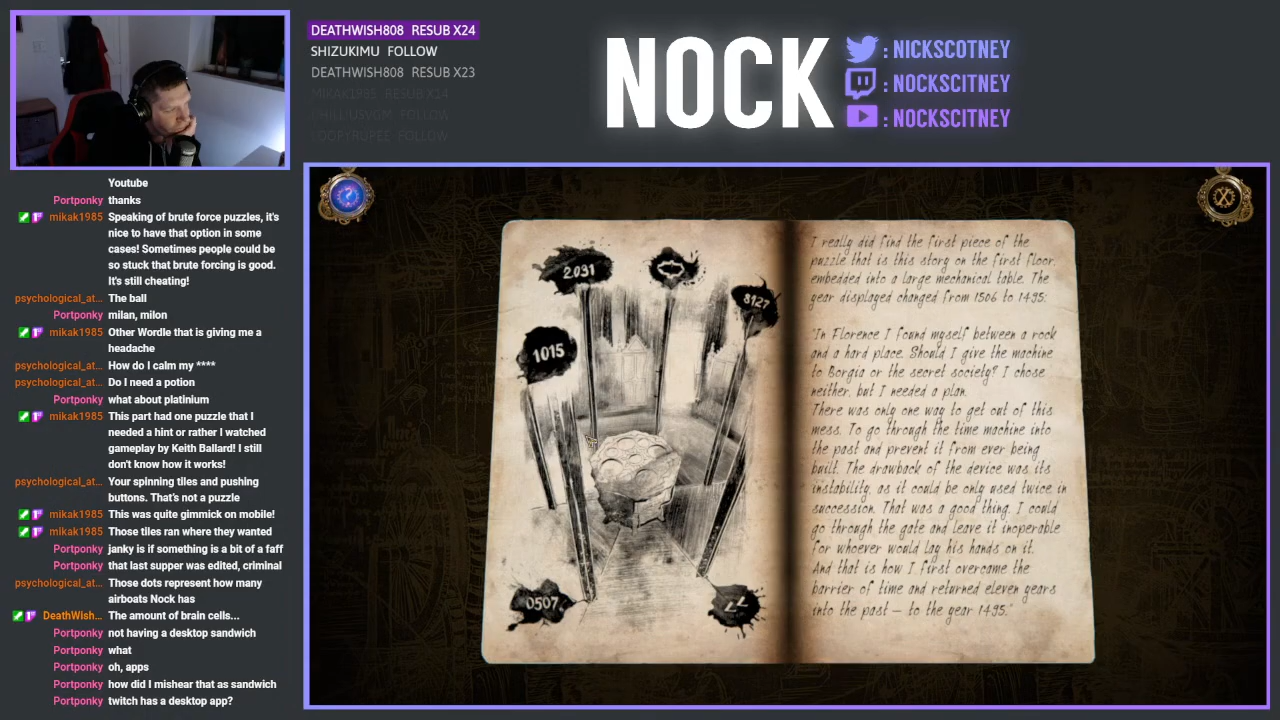 DEATHWISH808 RESUB X24
SHIZUKIMU FOLLOW
DEATHWISH808 RESUB X23
MIKAK1985 RESUB X14
CHILLIUSVGM FOLLOW
LOOPYRUPEE FOLLOW
NOCK
: NICKSCOTNEY
: NOCKSCITNEY
: NOCKSCITNEY
Youtube
Portponky thanks
mikak1985 Speaking of brute force puzzles, it's
nice to have that option in some
cases! Sometimes people could be
so stuck that brute forcing is good.
It's still cheating!
psychological_at... The ball
Portponky milan, milon
mikak1985 Other Wordle that is giving me a
headache
psychological_at... How do I calm my ****
psychological_at... Do I need a potion
Portponky what about platinium
mikak1985 This part had one puzzle that I
needed a hint or rather I watched
gameplay by Keith Ballard! I still
don't know how it works!
psychological_at... Your spinning tiles and pushing
buttons. That's not a puzzle
mikak1985 This was quite gimmick on mobile!
mikak1985 Those tiles ran where they wanted
Portponky janky is if something is a bit of a faff
Portponky that last supper was edited, criminal
psychological_at... Those dots represent how many
airboats Nock has
DeathWish... The amount of brain cells...
Portponky not having a desktop sandwich
Portponky what
Portponky oh, apps
Portponky how did I mishear that as sandwich
Portponky twitch has a desktop app?
2031
8127
1015
0507
I really did find the first piece of the
puzzle that is this story on the first floor,
embedded into a large mechanical table. The
year displayed changed from 1506 to 1495:
"In Florence I found myself between a rock
and a hard place. Should I give the machine
to Borgia or the secret society? I chose
neither, but I needed a plan.
There was only one way to get out of this
mess. To go through the time machine into
the past and prevent it from ever being
built. The drawback of the device was its
instability, as it could be only used twice in
succession. That was a good thing. I could
go through the gate and leave it inoperable
for whoever would lag his hands on it.
And that is how I first overcame the
barrier of time and returned eleven years
into the past – to the year 1495."